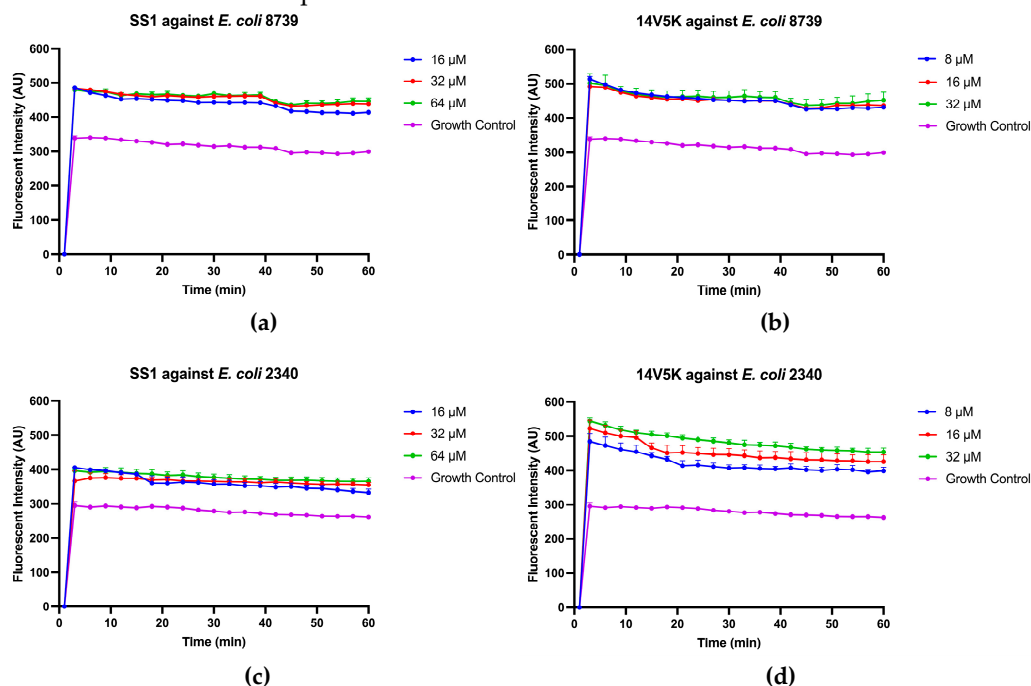 SS1 against E. coli 8739
600
500
400
300
200
100
0
0 10 20 30 40 50 60
Fluorescent Intensity (AU)
Time (min)
16 µM
32 µM
64 µM
Growth Control
(a)
14V5K against E. coli 8739
600
500
400
300
200
100
0
0 10 20 30 40 50 60
Fluorescent Intensity (AU)
Time (min)
8 µM
16 µM
32 µM
Growth Control
(b)
SS1 against E. coli 2340
600
500
400
300
200
100
0
0 10 20 30 40 50 60
Fluorescent Intensity (AU)
Time (min)
16 µM
32 µM
64 µM
Growth Control
(c)
14V5K against E. coli 2340
600
500
400
300
200
100
0
0 10 20 30 40 50 60
Fluorescent Intensity (AU)
Time (min)
8 µM
16 µM
32 µM
Growth Control
(d)